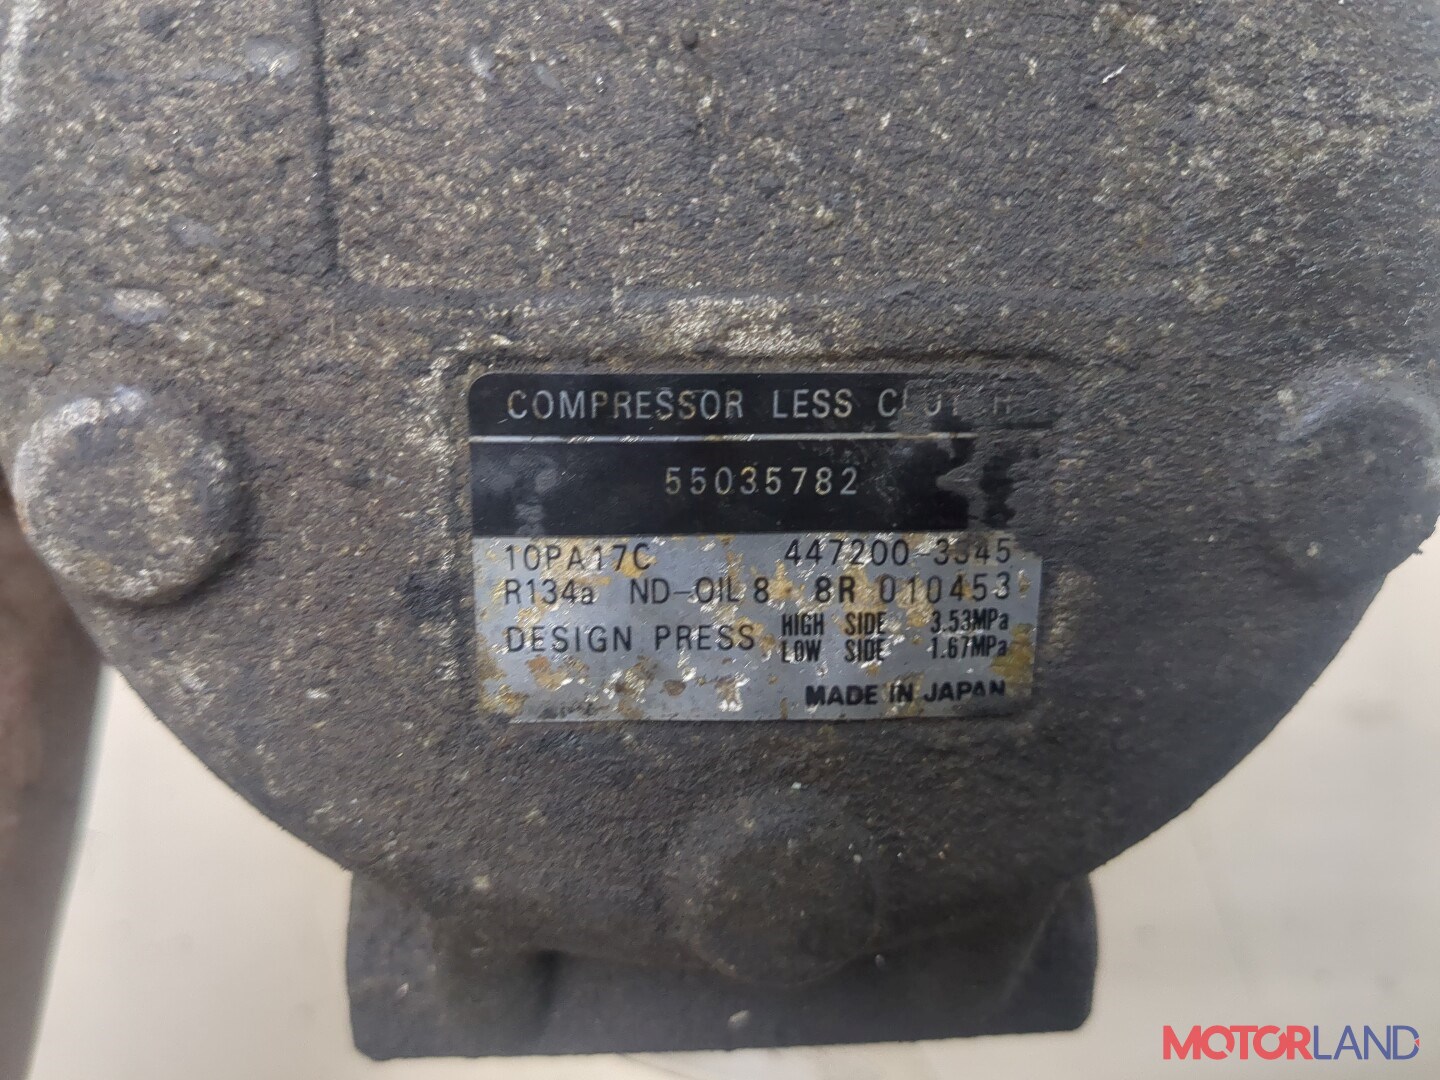 COMPRESSOR LESS CLUTCH
55035782
10PA17C 447200-3345
R134a ND-OIL 8 8R 010453
DESIGN PRESS HIGH SIDE 3.53MPa
LOW SIDE 1.67MPa
MADE IN JAPAN
MOTORLAND